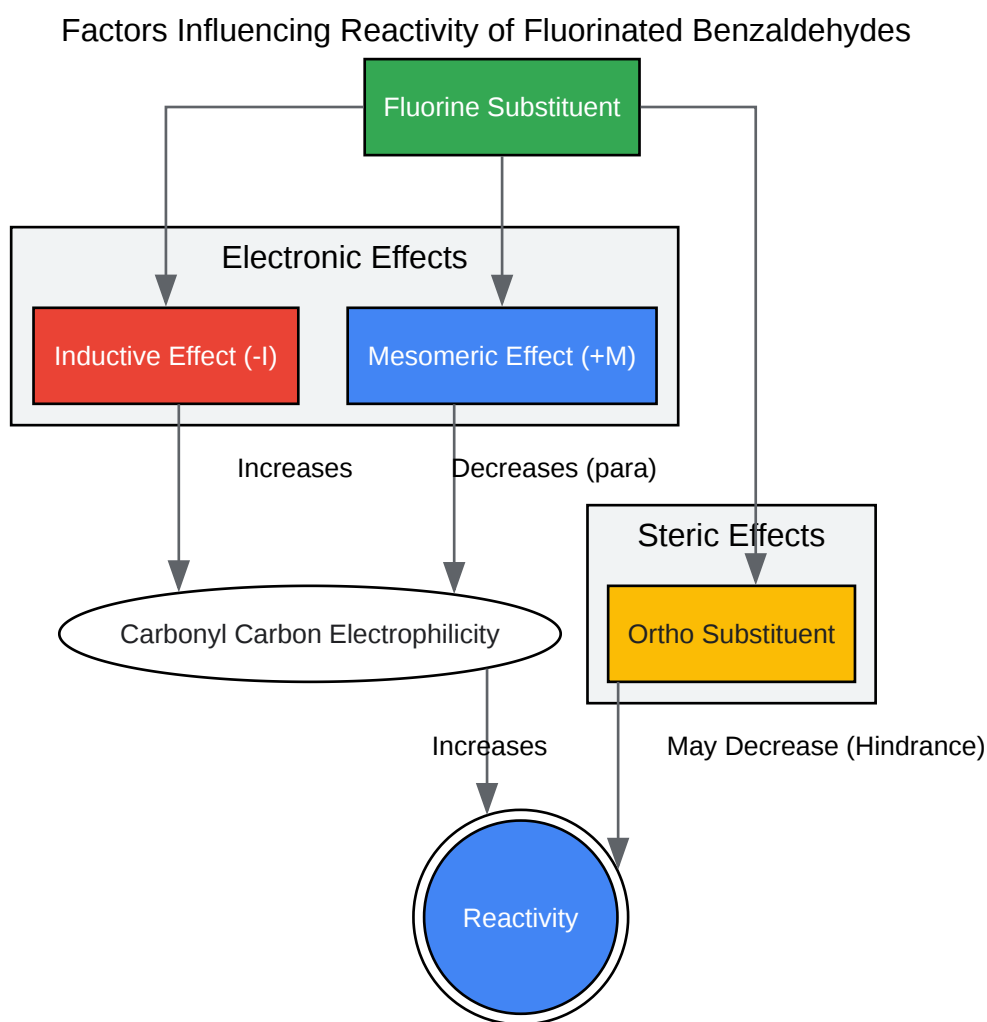 Factors Influencing Reactivity of Fluorinated Benzaldehydes
Fluorine Substituent
Electronic Effects
Inductive Effect (-I)
Mesomeric Effect (+M)
Increases
Decreases (para)
Steric Effects
Carbonyl Carbon Electrophilicity
Ortho Substituent
Increases
May Decrease (Hindrance)
Reactivity